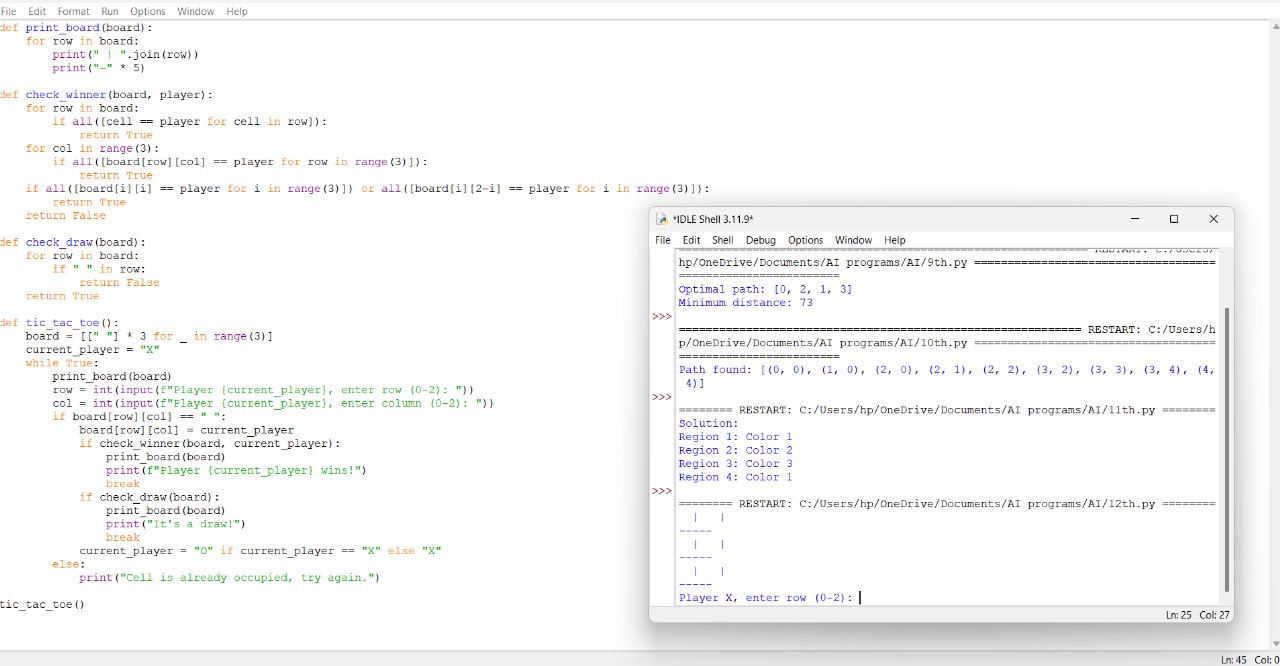 File Edit Format Run Options Window Help
def print_board(board):
    for row in board:
        print(" | ".join(row))
        print("-" * 5)

def check_winner(board, player):
    for row in board:
        if all([cell == player for cell in row]):
            return True
    for col in range(3):
        if all([board[row][col] == player for row in range(3)]):
            return True
    if all([board[i][i] == player for i in range(3)]) or all([board[i][2-i] == player for i in range(3)]):
        return True
    return False

def check_draw(board):
    for row in board:
        if " " in row:
            return False
    return True

def tic_tac_toe():
    board = [[" "] * 3 for _ in range(3)]
    current_player = "X"
    while True:
        print_board(board)
        row = int(input(f"Player {current_player}, enter row (0-2): "))
        col = int(input(f"Player {current_player}, enter column (0-2): "))
        if board[row][col] == " ":
            board[row][col] = current_player
            if check_winner(board, current_player):
                print_board(board)
                print(f"Player {current_player} wins!")
                break
            if check_draw(board):
                print_board(board)
                print("It's a draw!")
                break
            current_player = "O" if current_player == "X" else "X"
        else:
            print("Cell is already occupied, try again.")

tic_tac_toe()
*IDLE Shell 3.11.9*
File Edit Shell Debug Options Window Help
============================================================= RESTART: C:/Users/
hp/OneDrive/Documents/AI programs/AI/9th.py ====================================
========================
Optimal path: [0, 2, 1, 3]
Minimum distance: 73
>>>
============================================================ RESTART: C:/Users/h
p/OneDrive/Documents/AI programs/AI/10th.py ====================================
========================
Path found: [(0, 0), (1, 0), (2, 0), (2, 1), (2, 2), (3, 2), (3, 3), (3, 4), (4,
 4)]
>>>
======== RESTART: C:/Users/hp/OneDrive/Documents/AI programs/AI/11th.py ========
Solution:
Region 1: Color 1
Region 2: Color 2
Region 3: Color 3
Region 4: Color 1
>>>
======== RESTART: C:/Users/hp/OneDrive/Documents/AI programs/AI/12th.py ========
  |   |
-----
  |   |
-----
  |   |
-----
Player X, enter row (0-2):
Ln: 25 Col: 27
Ln: 45 Col: 0